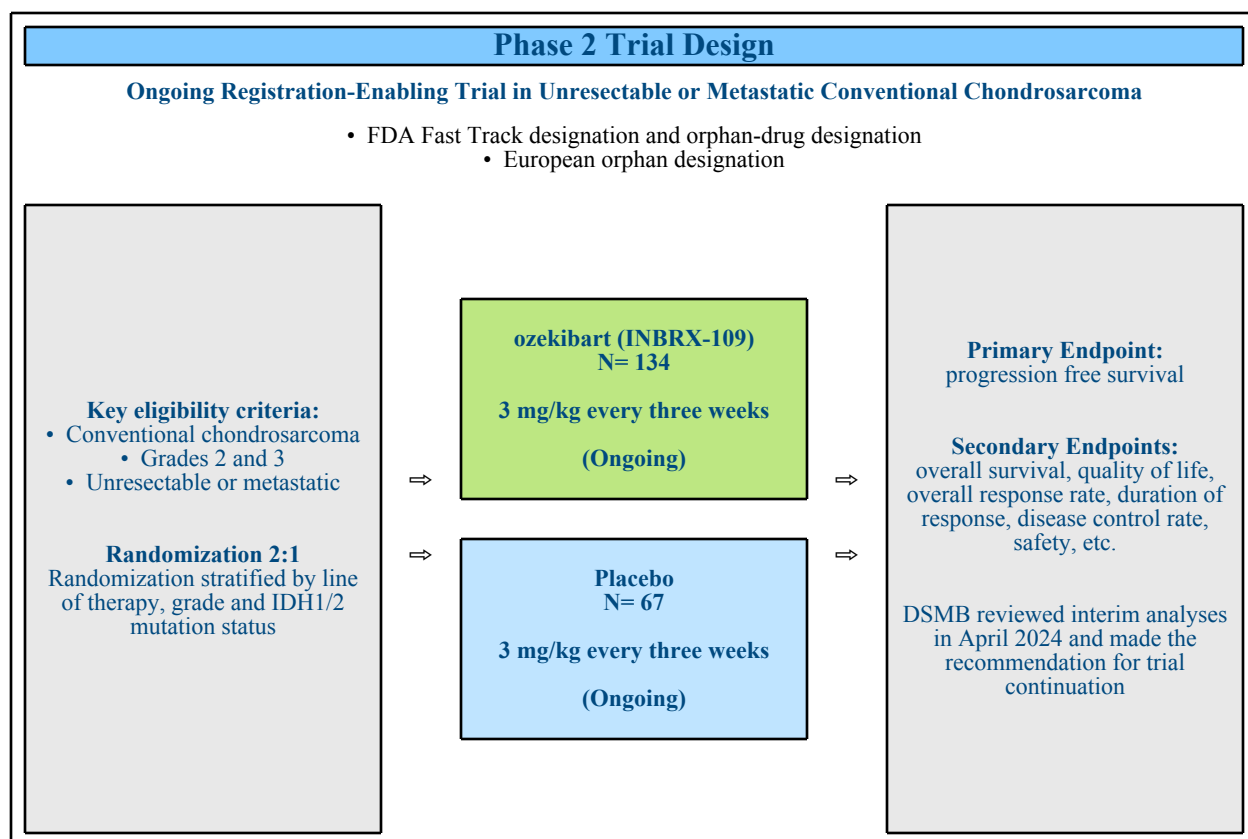 Phase 2 Trial Design
Ongoing Registration-Enabling Trial in Unresectable or Metastatic Conventional Chondrosarcoma
• FDA Fast Track designation and orphan-drug designation
• European orphan designation
Key eligibility criteria:
• Conventional chondrosarcoma
• Grades 2 and 3
• Unresectable or metastatic
Randomization 2:1
Randomization stratified by line
of therapy, grade and IDH1/2
mutation status
⇨
⇨
ozekibart (INBRX-109)
N= 134
3 mg/kg every three weeks
(Ongoing)
Placebo
N= 67
3 mg/kg every three weeks
(Ongoing)
⇨
⇨
Primary Endpoint:
progression free survival
Secondary Endpoints:
overall survival, quality of life,
overall response rate, duration of
response, disease control rate,
safety, etc.
DSMB reviewed interim analyses
in April 2024 and made the
recommendation for trial
continuation